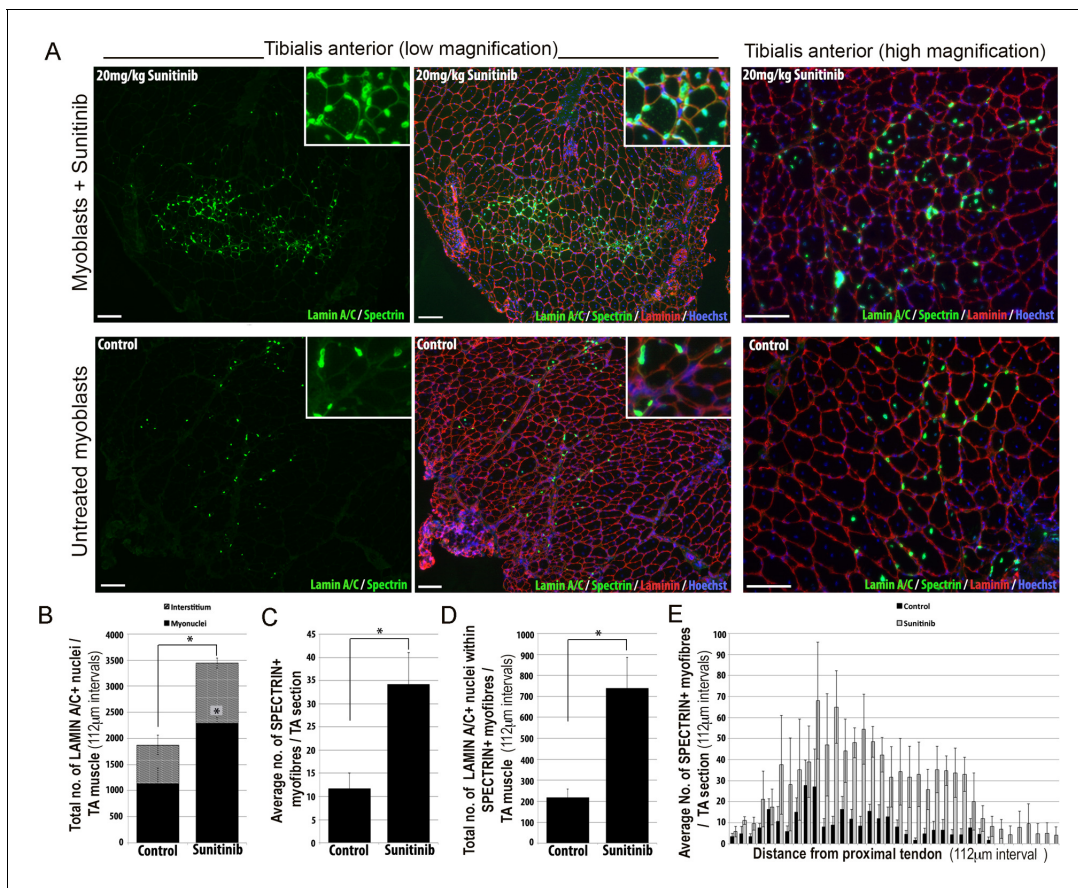 A
Tibialis anterior (low magnification)
Tibialis anterior (high magnification)
Myoblasts + Sunitinib
20mg/kg Sunitinib
Lamin A/C / Spectrin
20mg/kg Sunitinib
Lamin A/C / Spectrin / Laminin / Hoechst
20mg/kg Sunitinib
Lamin A/C / Spectrin / Laminin / Hoechst
Untreated myoblasts
Control
Lamin A/C / Spectrin
Control
Lamin A/C / Spectrin / Laminin / Hoechst
Control
Lamin A/C / Spectrin / Laminin / Hoechst
B
Interstitium
Myonuclei
Total no. of LAMIN A/C+ nuclei /
TA muscle (112µm intervals)
4000
3500
3000
2500
2000
1500
1000
500
0
*
*
Control
Sunitinib
C
Average no. of SPECTRIN+
myofibres / TA section
45
40
35
30
25
20
15
10
5
0
*
Control
Sunitinib
D
Total no. of LAMIN A/C+ nuclei within
SPECTRIN+ myofibres /
TA muscle (112µm intervals)
1000
900
800
700
600
500
400
300
200
100
0
*
Control
Sunitinib
E
Control
Sunitinib
Average No. of SPECTRIN+ myofibres
/ TA section (112µm intervals)
100
90
80
70
60
50
40
30
20
10
0
Distance from proximal tendon (112µm interval )